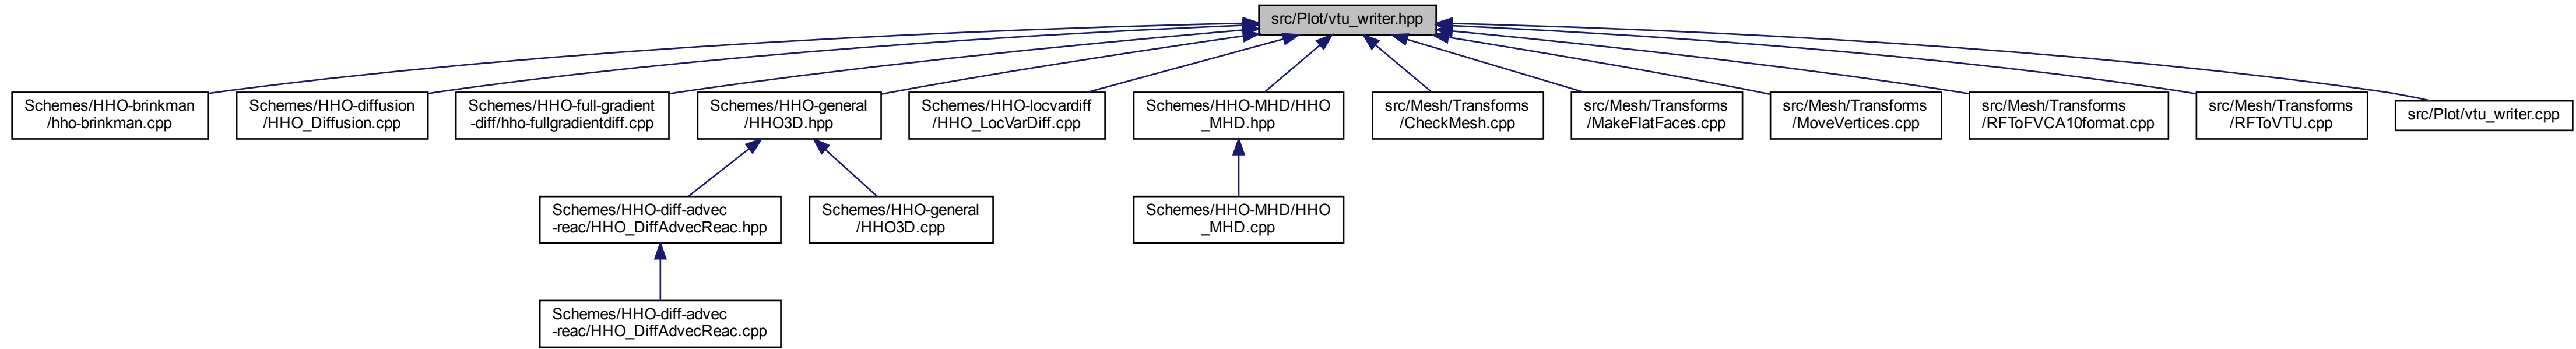 src/Plot/vtu_writer.hpp
Schemes/HHO-brinkman
/hho-brinkman.cpp
Schemes/HHO-diffusion
/HHO_Diffusion.cpp
Schemes/HHO-full-gradient
-diff/hho-fullgradientdiff.cpp
Schemes/HHO-general
/HHO3D.hpp
Schemes/HHO-locvardiff
/HHO_LocVarDiff.cpp
Schemes/HHO-MHD/HHO
_MHD.hpp
src/Mesh/Transforms
/CheckMesh.cpp
src/Mesh/Transforms
/MakeFlatFaces.cpp
src/Mesh/Transforms
/MoveVertices.cpp
src/Mesh/Transforms
/RFToFVCA10format.cpp
src/Mesh/Transforms
/RFToVTU.cpp
src/Plot/vtu_writer.cpp
Schemes/HHO-diff-advec
-reac/HHO_DiffAdvecReac.hpp
Schemes/HHO-general
/HHO3D.cpp
Schemes/HHO-MHD/HHO
_MHD.cpp
Schemes/HHO-diff-advec
-reac/HHO_DiffAdvecReac.cpp